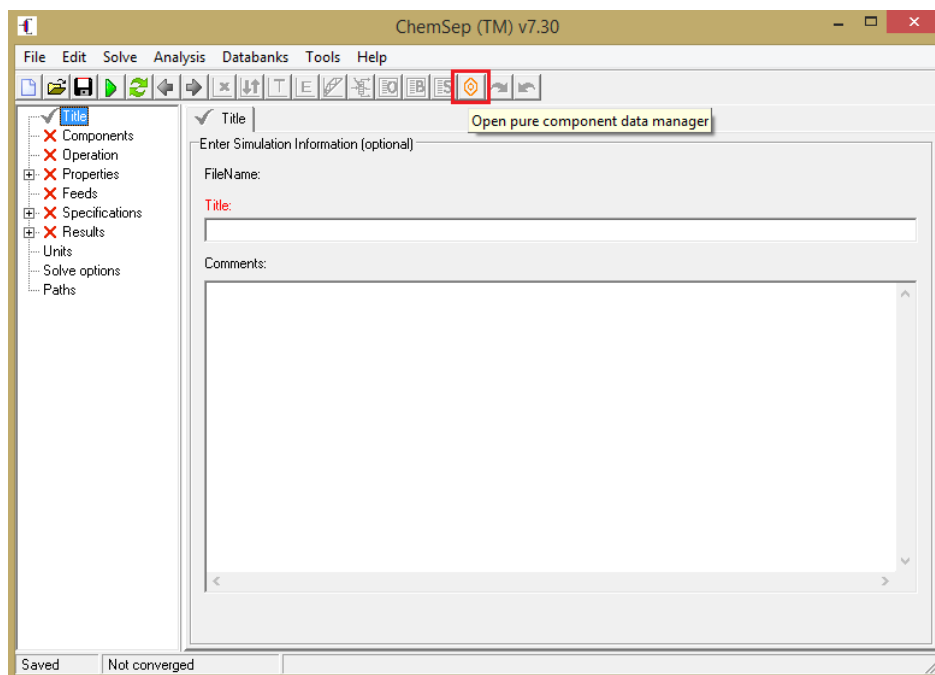 ChemSep (TM) v7.30
File Edit Solve Analysis Databanks Tools Help
T E O B S
Open pure component data manager
Title
Components
Operation
Properties
Feeds
Specifications
Results
Units
Solve options
Paths
Title
Enter Simulation Information (optional)
FileName:
Title:
Comments:
Saved Not converged